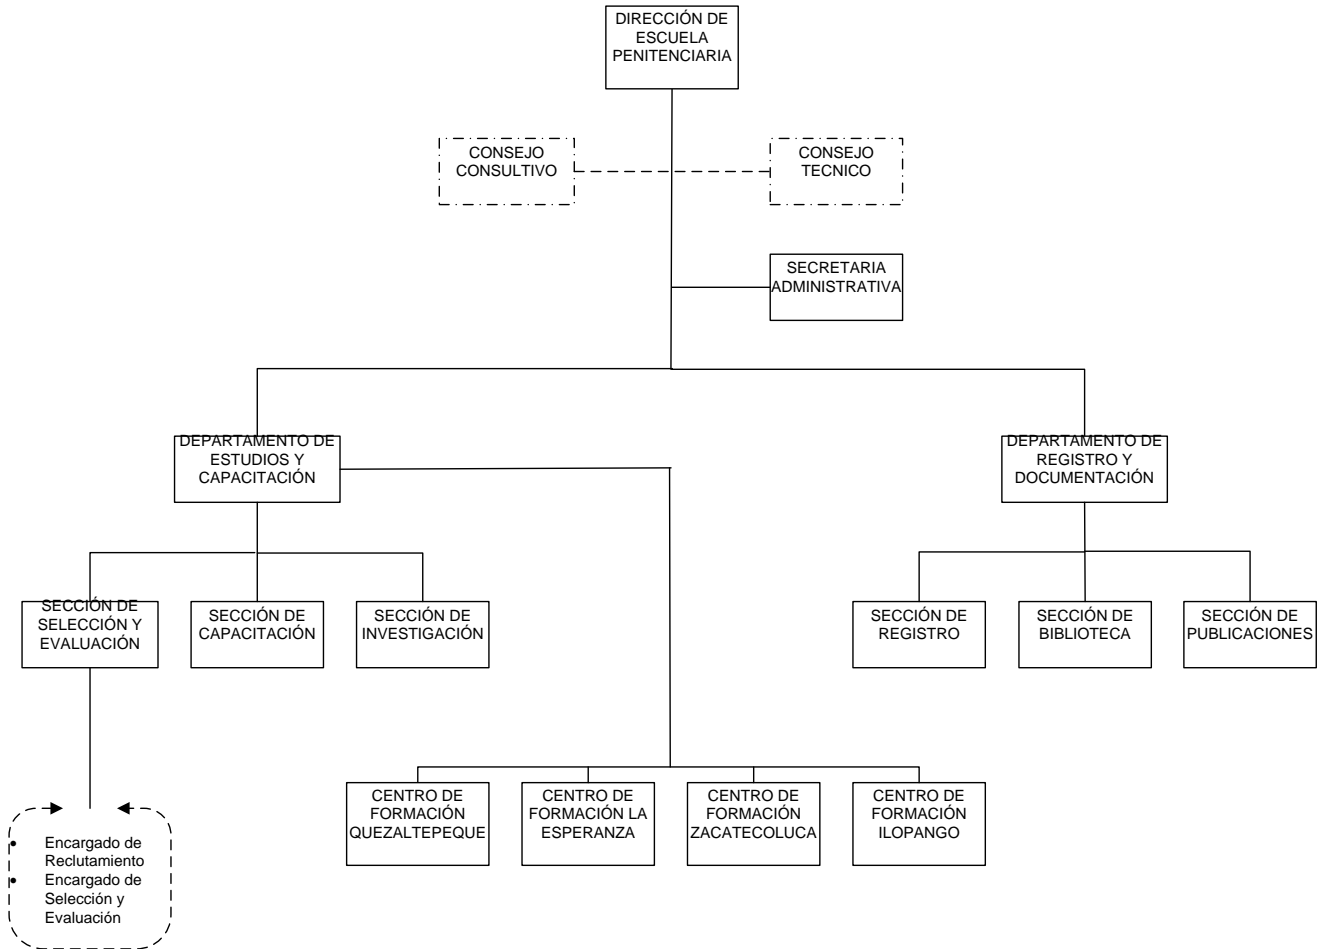 DIRECCIÓN DE
ESCUELA
PENITENCIARIA
CONSEJO
CONSULTIVO
CONSEJO
TECNICO
SECRETARIA
ADMINISTRATIVA
DEPARTAMENTO DE
ESTUDIOS Y
CAPACITACIÓN
DEPARTAMENTO DE
REGISTRO Y
DOCUMENTACIÓN
SECCIÓN DE
SELECCIÓN Y
EVALUACIÓN
SECCIÓN DE
CAPACITACIÓN
SECCIÓN DE
INVESTIGACIÓN
SECCIÓN DE
REGISTRO
SECCIÓN DE
BIBLIOTECA
SECCIÓN DE
PUBLICACIONES
CENTRO DE
FORMACIÓN
QUEZALTEPEQUE
CENTRO DE
FORMACIÓN LA
ESPERANZA
CENTRO DE
FORMACIÓN
ZACATECOLUCA
CENTRO DE
FORMACIÓN
ILOPANGO
• Encargado de
Reclutamiento
• Encargado de
Selección y
Evaluación